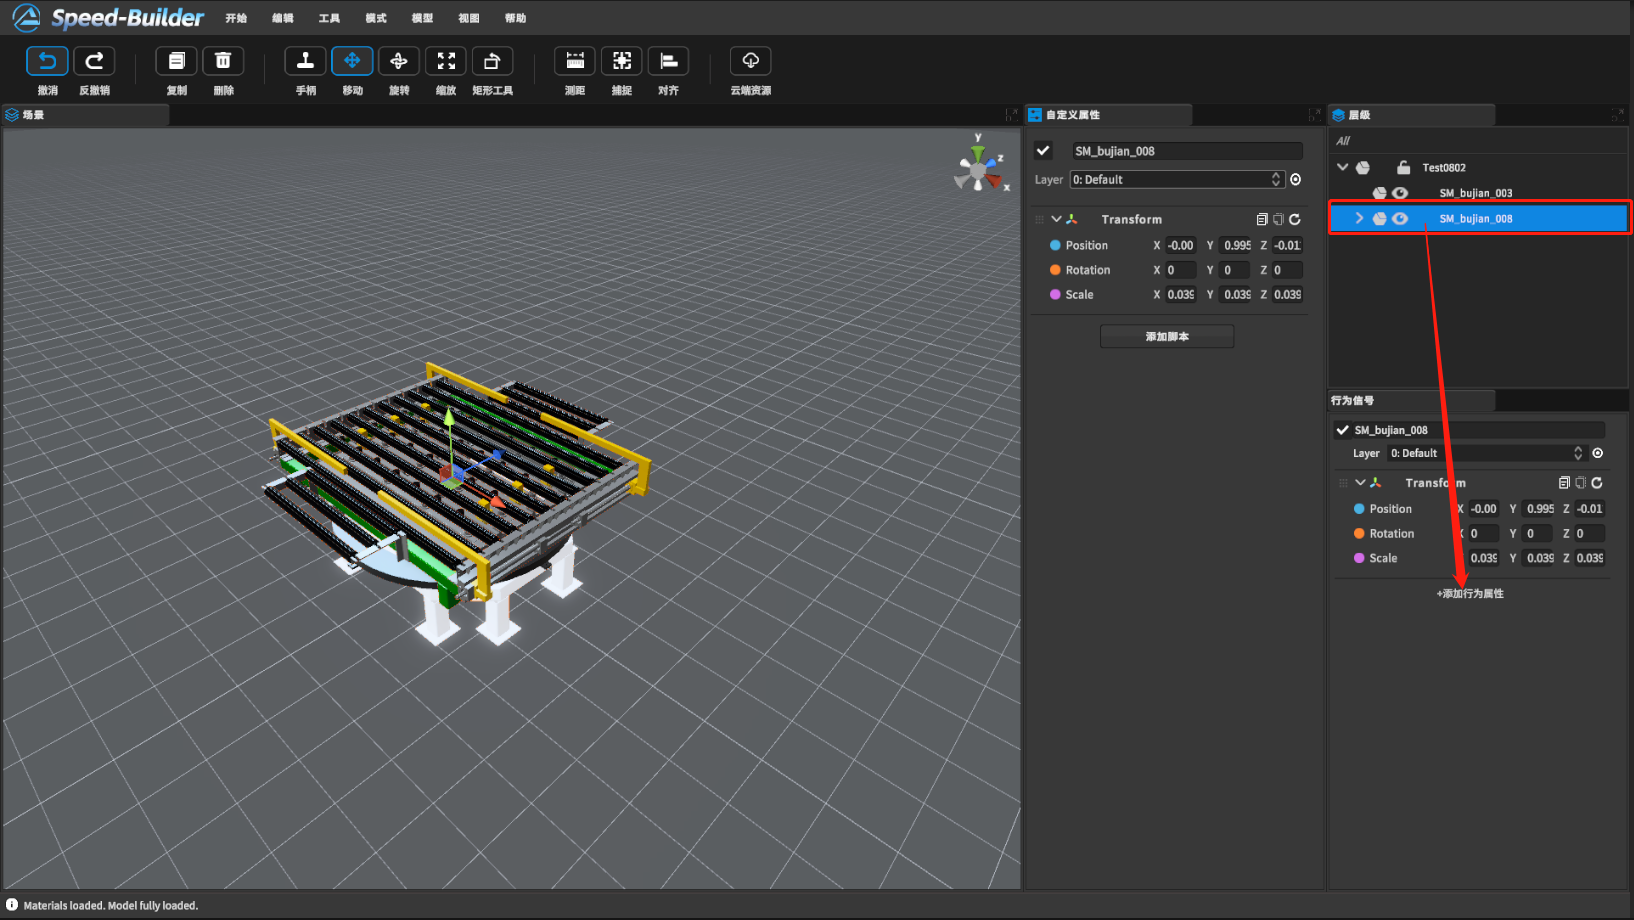 Speed-Builder 开始 编辑 工具 模式 模型 视图 帮助
撤消 反撤销 复制 删除 手柄 移动 旋转 缩放 矩形工具 测距 捕捉 对齐 云端资源
场景
y
z
x
自定义属性
SM_bujian_008
Layer 0: Default
Transform
Position X -0.00 Y 0.995 Z -0.01
Rotation X 0 Y 0 Z 0
Scale X 0.039 Y 0.039 Z 0.039
添加脚本
层级
All
Test0802
SM_bujian_003
SM_bujian_008
行为信号
SM_bujian_008
Layer 0: Default
Transform
Position X -0.00 Y 0.995 Z -0.01
Rotation X 0 Y 0 Z 0
Scale 0.039 Y 0.039 Z 0.039
+添加行为属性
Materials loaded. Model fully loaded.